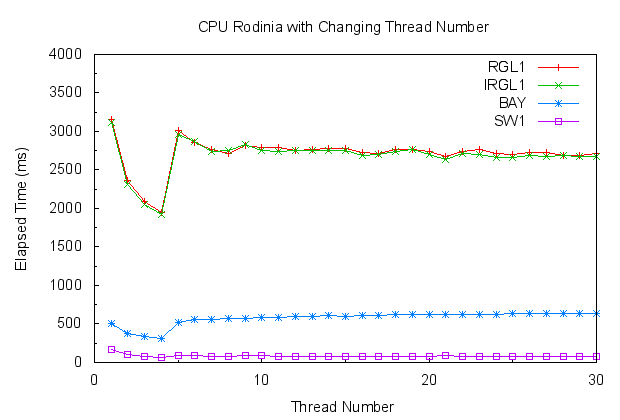 CPU Rodinia with Changing Thread Number
4000
3500
3000
2500
2000
1500
1000
500
0
Elapsed Time (ms)
RGL1
IRGL1
BAY
SW1
0 10 20 30
Thread Number